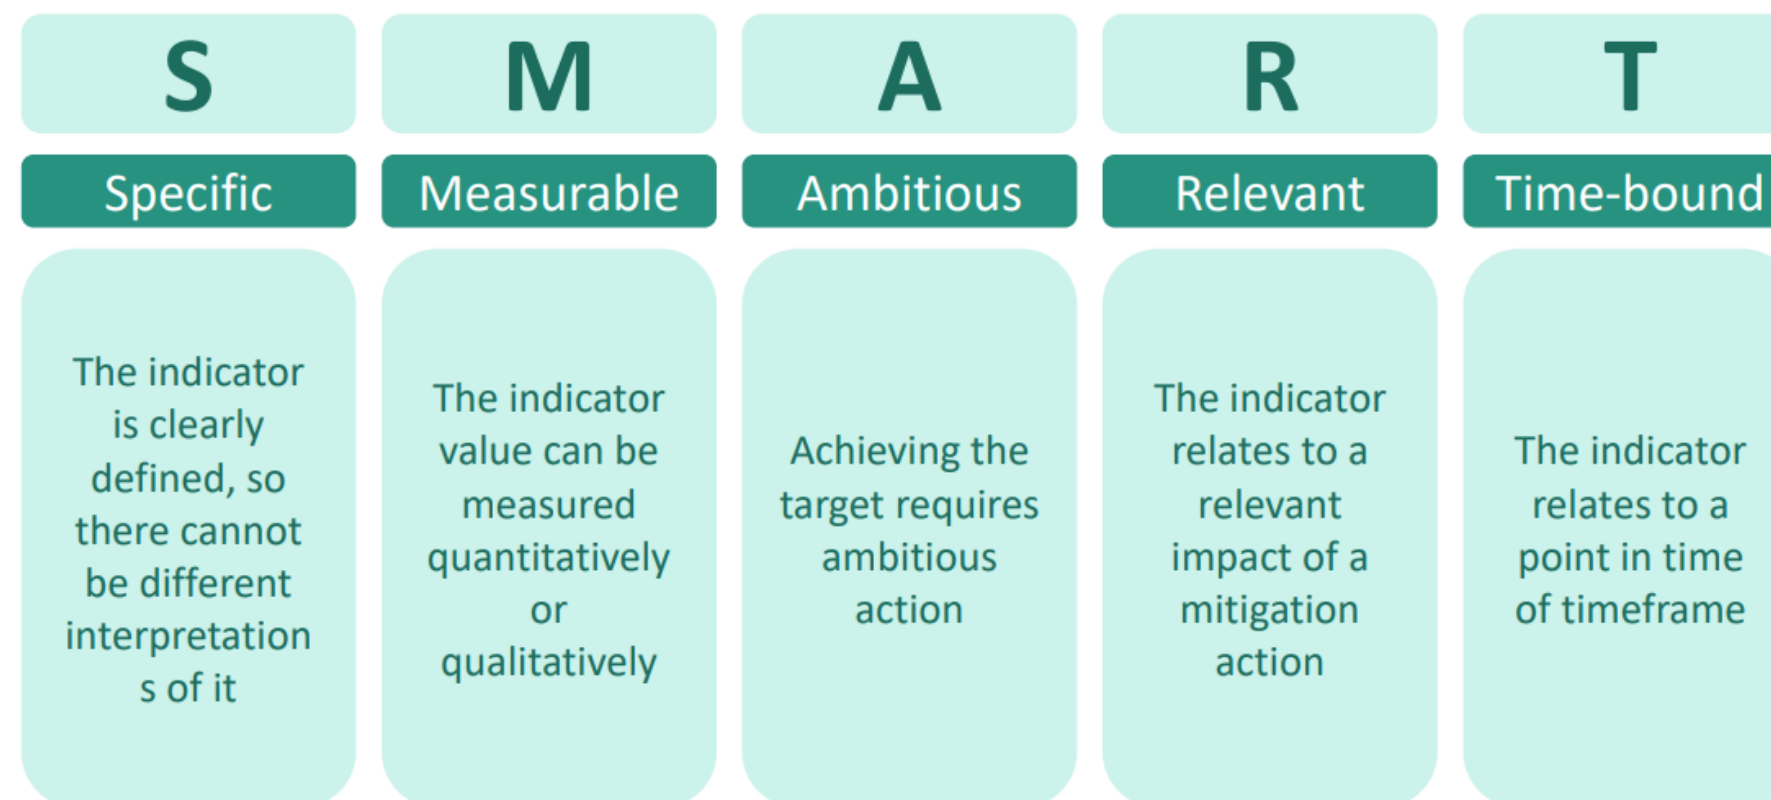 S
Specific
The indicator
is clearly
defined, so
there cannot
be different
interpretation
s of it
M
Measurable
The indicator
value can be
measured
quantitatively
or
qualitatively
A
Ambitious
Achieving the
target requires
ambitious
action
R
Relevant
The indicator
relates to a
relevant
impact of a
mitigation
action
T
Time-bound
The indicator
relates to a
point in time
of timeframe